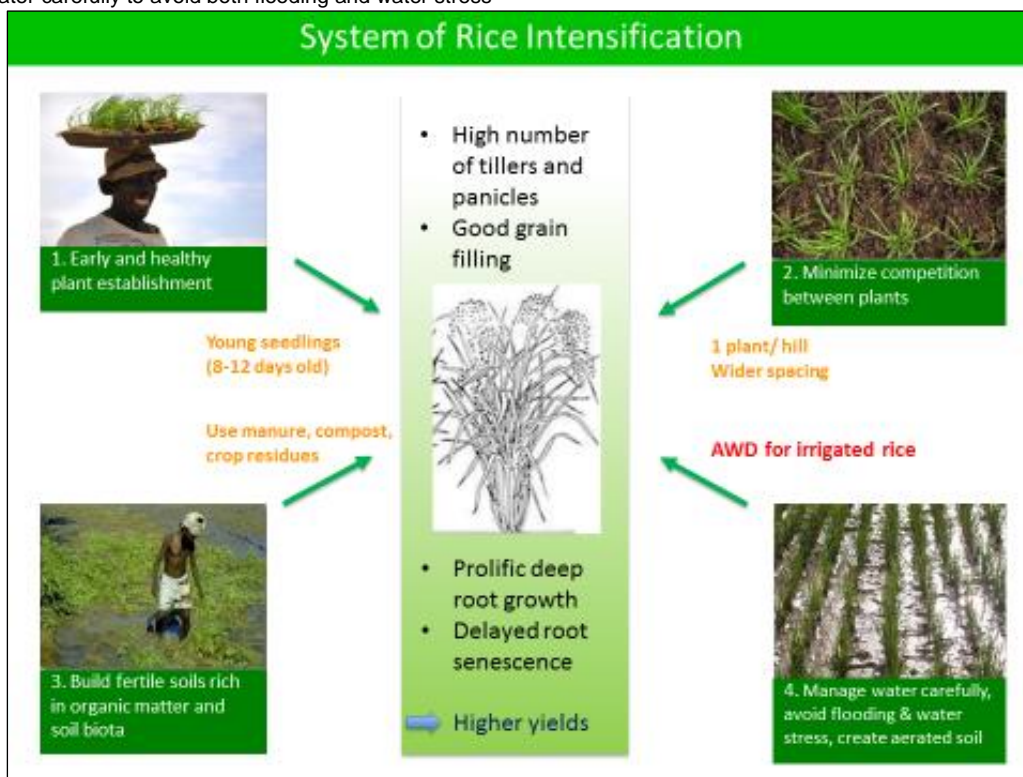 ater carefully to avoid both flooding and water stress
System of Rice Intensification
1. Early and healthy
plant establishment
Young seedlings
(8-12 days old)
Use manure, compost,
crop residues
3. Build fertile soils rich
in organic matter and
soil biota
• High number
of tillers and
panicles
• Good grain
filling
• Prolific deep
root growth
• Delayed root
senescence
Higher yields
2. Minimize competition
between plants
1 plant/ hill
Wider spacing
AWD for irrigated rice
4. Manage water carefully,
avoid flooding & water
stress, create aerated soil